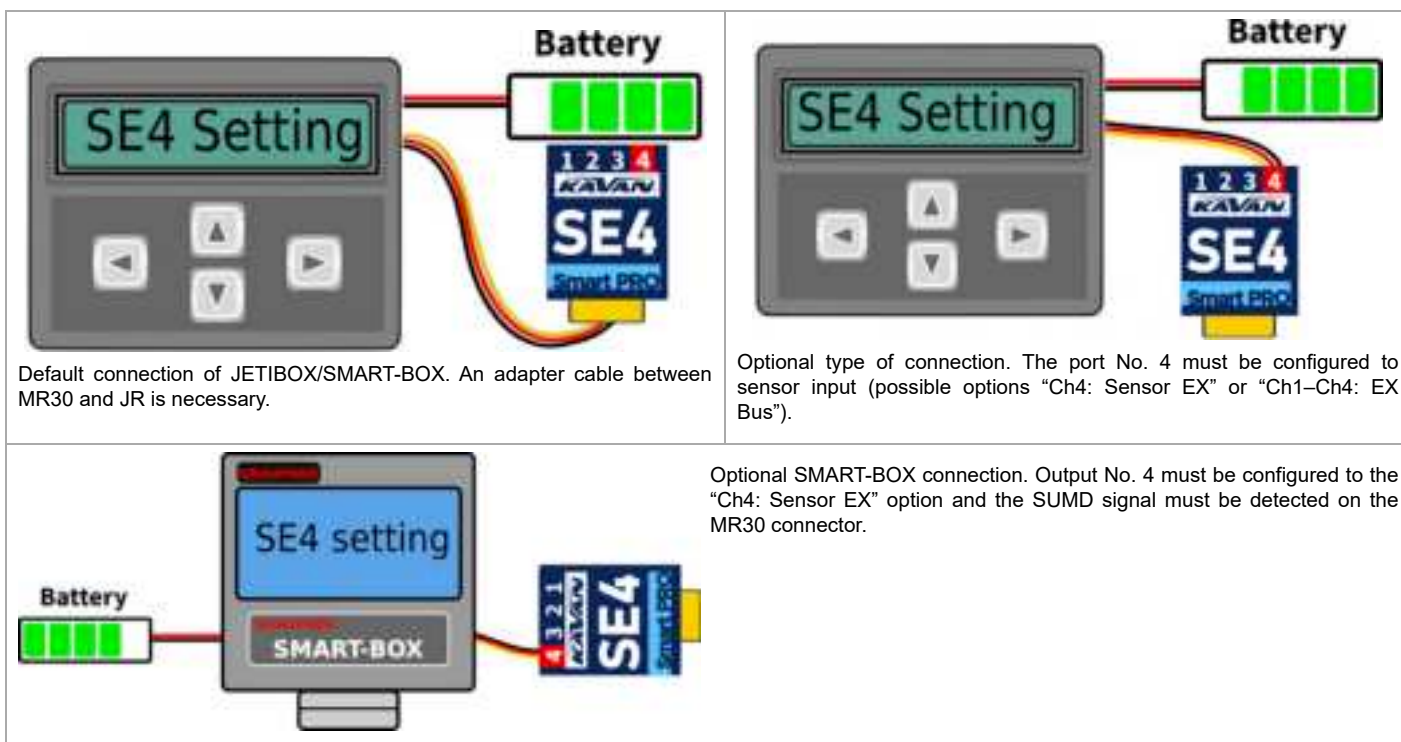 Battery
SE4 Setting
1 2 3 4
KAVAN
SE4
Smart PRO
Default connection of JETIBOX/SMART-BOX. An adapter cable between
MR30 and JR is necessary.
Battery
SE4 Setting
1 2 3 4
KAVAN
SE4
Smart PRO
Optional type of connection. The port No. 4 must be configured to
sensor input (possible options “Ch4: Sensor EX” or “Ch1–Ch4: EX
Bus”).
SE4 setting
Battery
SMART-BOX
4 3 2 1
KAVAN
SE4
Smart PRO
Optional SMART-BOX connection. Output No. 4 must be configured to the
“Ch4: Sensor EX” option and the SUMD signal must be detected on the
MR30 connector.